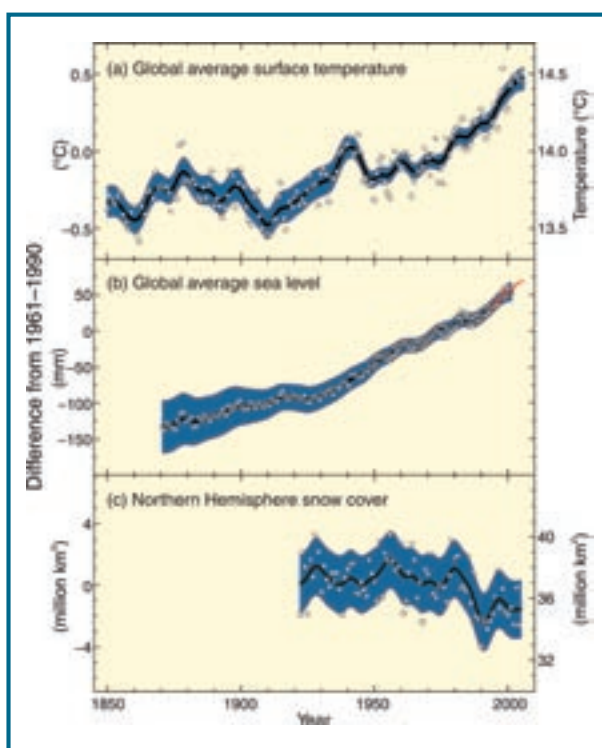 (a) Global average surface temperature
0.5
0.0
−0.5
(°C)
14.5
14.0
13.5
Temperature (°C)
Difference from 1961–1990
(b) Global average sea level
50
0
−50
−100
−150
(mm)
(c) Northern Hemisphere snow cover
4
0
−4
(million km²)
40
36
32
(million km²)
1850
1900
1950
2000
Year